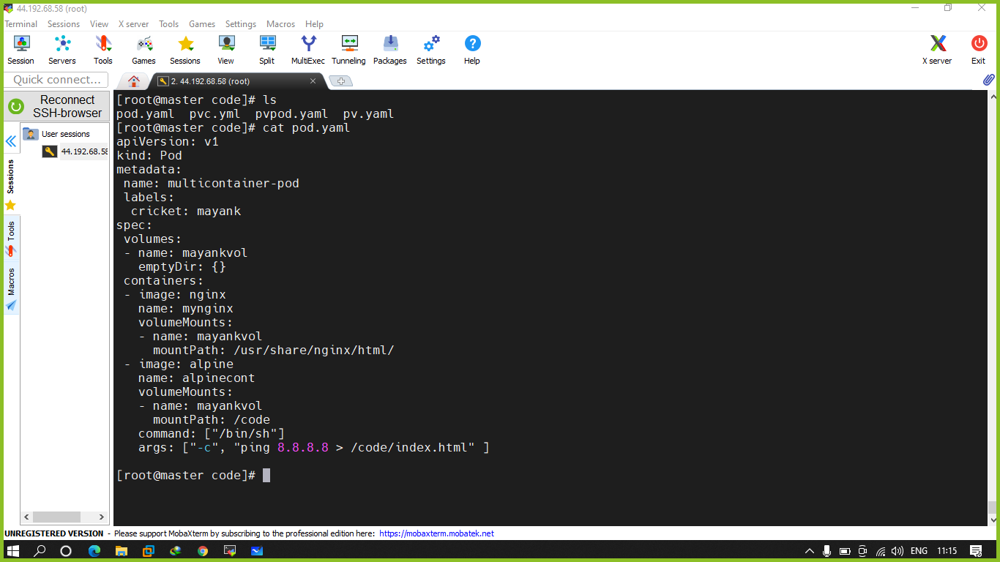 44.192.68.58 (root)
Terminal Sessions View X server Tools Games Settings Macros Help
Session Servers Tools Games Sessions View Split MultiExec Tunneling Packages Settings Help X server Exit
Quick connect...
2. 44.192.68.58 (root)
Reconnect
SSH-browser
User sessions
44.192.68.58
Sessions
Tools
Macros
[root@master code]# ls
pod.yaml  pvc.yml  pvpod.yaml  pv.yaml
[root@master code]# cat pod.yaml
apiVersion: v1
kind: Pod
metadata:
 name: multicontainer-pod
 labels:
  cricket: mayank
spec:
 volumes:
 - name: mayankvol
   emptyDir: {}
 containers:
 - image: nginx
   name: mynginx
   volumeMounts:
   - name: mayankvol
     mountPath: /usr/share/nginx/html/
 - image: alpine
   name: alpinecont
   volumeMounts:
   - name: mayankvol
     mountPath: /code
   command: ["/bin/sh"]
   args: ["-c", "ping 8.8.8.8 > /code/index.html" ]
[root@master code]#
UNREGISTERED VERSION - Please support MobaXterm by subscribing to the professional edition here: https://mobaxterm.mobatek.net
ENG 11:15